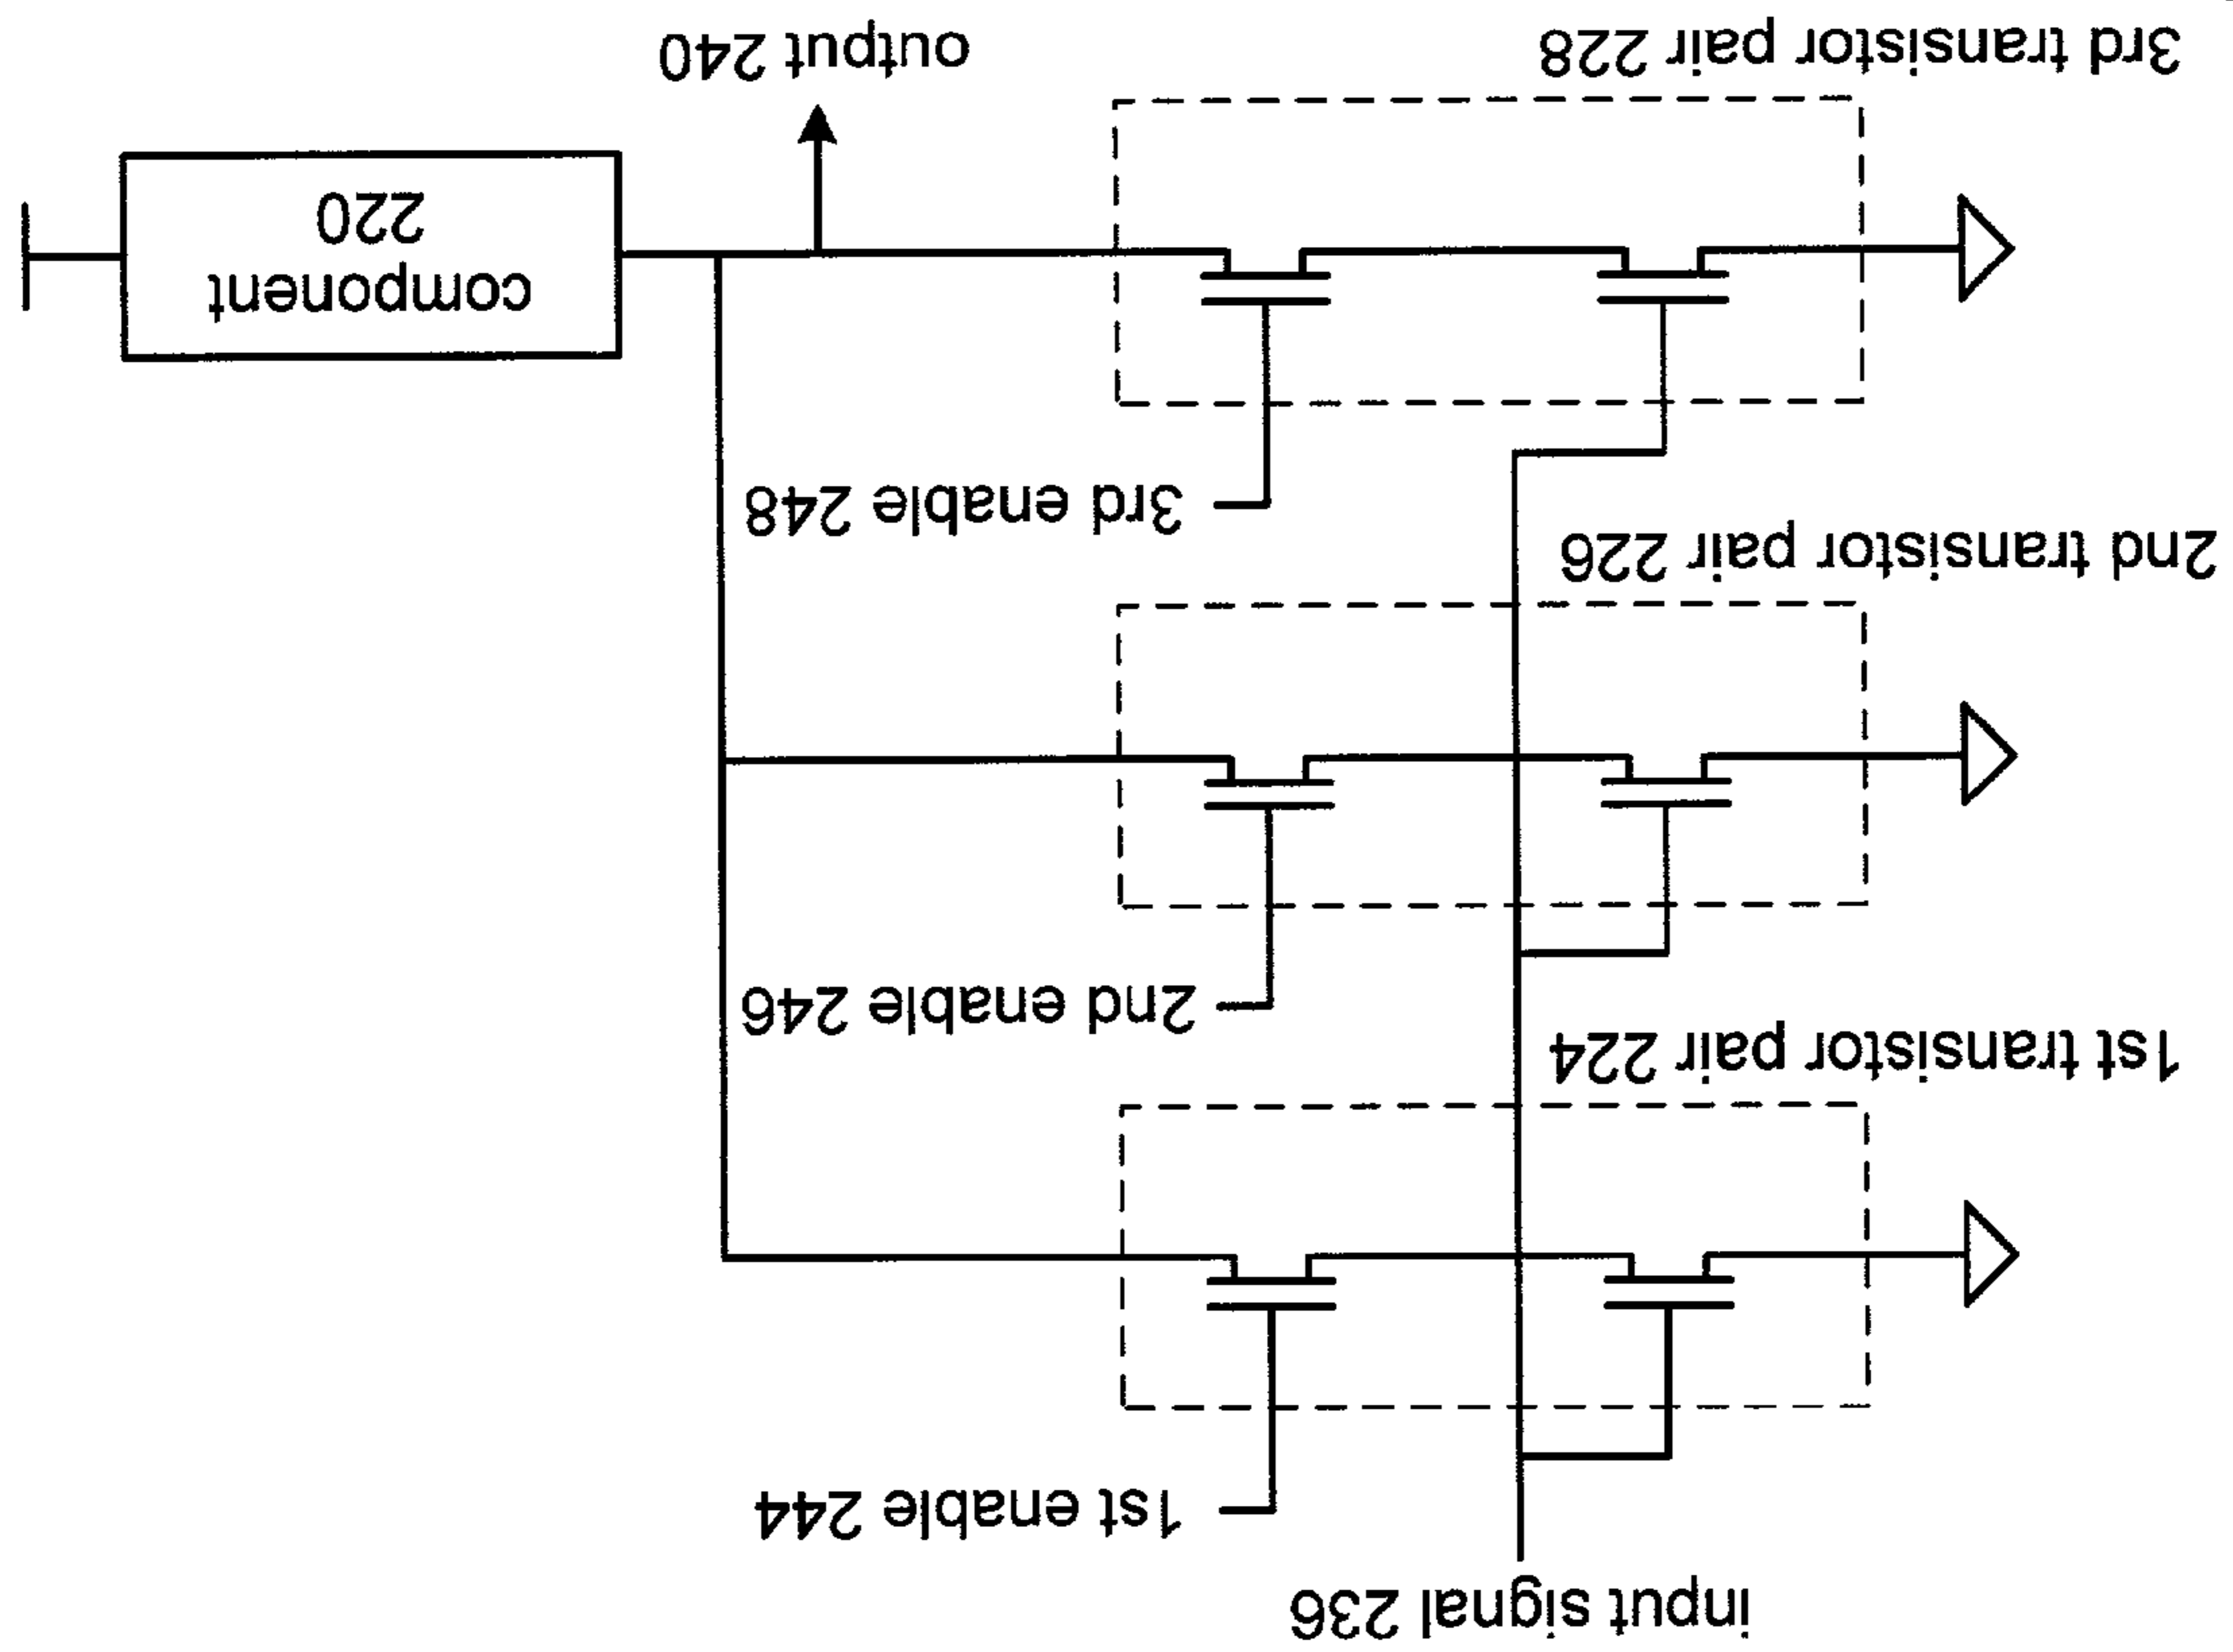 input signal 236
1st enable 244
1st transistor pair 224
2nd enable 246
2nd transistor pair 226
3rd enable 248
component
220
3rd transistor pair 228
output 240